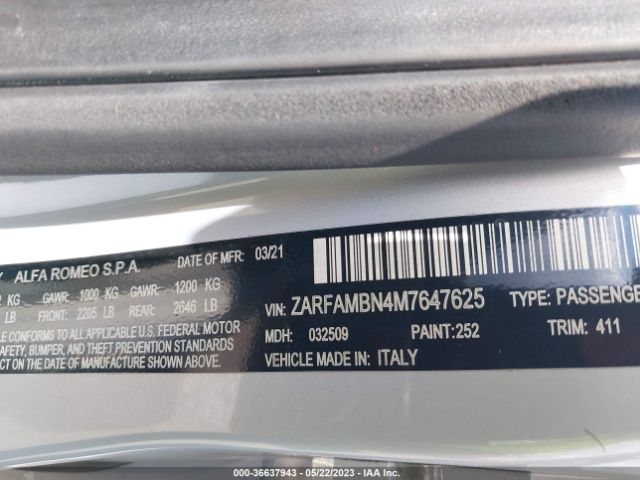 ALFA ROMEO S.P.A. DATE OF MFR: 03/21
KG GAWR: 1000 KG GAWR: 1200 KG
LB FRONT: 2205 LB REAR: 2646 LB
VIN: ZARFAMBN4M7647625 TYPE: PASSENGE
MDH: 032509 PAINT: 252 TRIM: 411
VEHICLE MADE IN: ITALY
LE CONFORMS TO ALL APPLICABLE U.S. FEDERAL MOTOR
SAFETY, BUMPER, AND THEFT PREVENTION STANDARDS
CT ON THE DATE OF MANUFACTURE SHOWN ABOVE
000-36637943 - 05/22/2023 - IAA Inc.